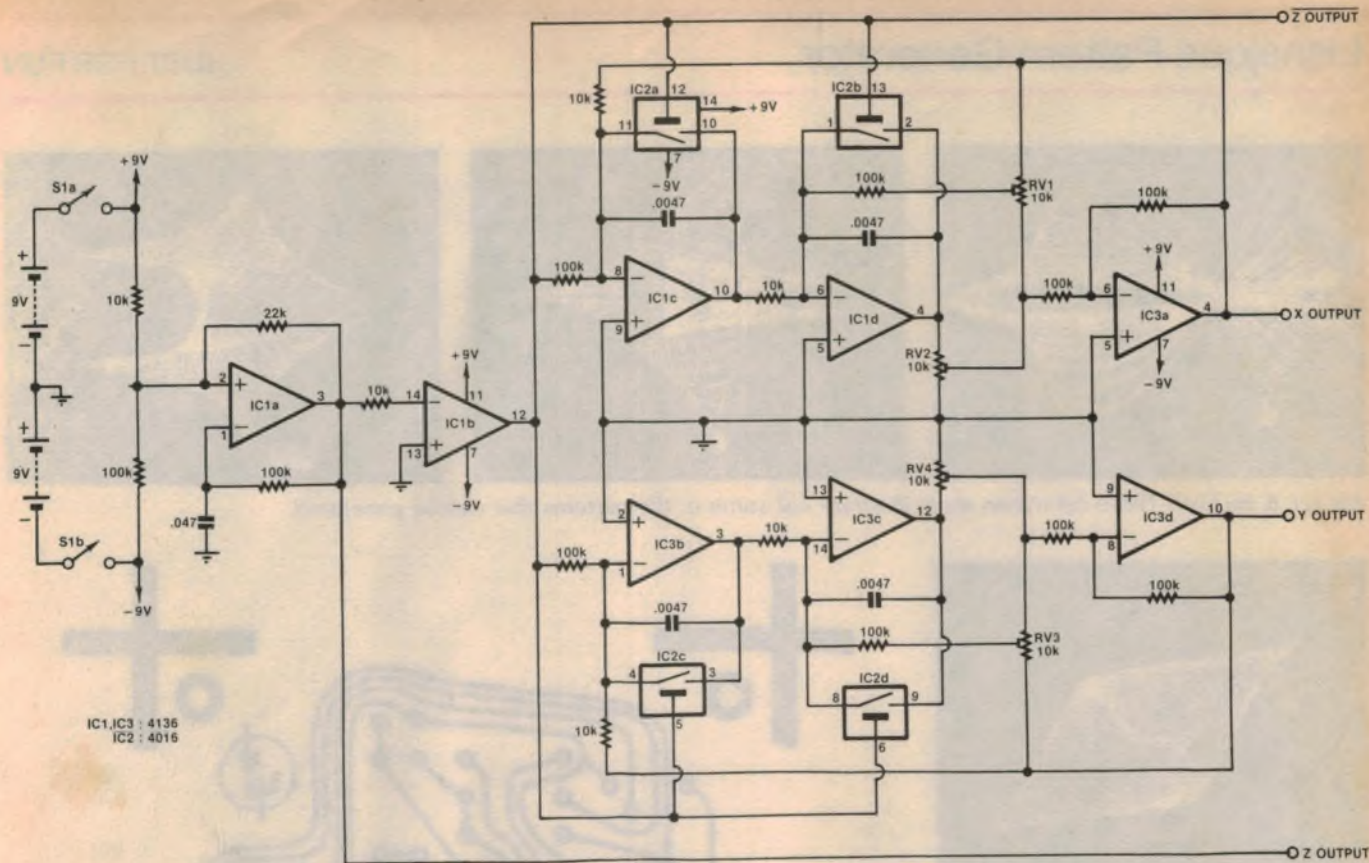 Z OUTPUT
IC2a
12
14
+9V
10k
11
10
7
-9V
IC2b
13
1
2
100k
RV1
10k
.0047
.0047
100k
+9V
S1a
+
9V
-
10k
22k
2
+
IC1a
3
1
-
100k
100k
.047
+
9V
-
S1b
-9V
10k
+9V
14
-
11
IC1b
12
13
+
7
-9V
100k
8
-
IC1c
10
9
+
10k
6
-
IC1d
4
5
+
RV2
10k
100k
6
-
+9V
11
IC3a
4
5
+
7
-9V
X OUTPUT
100k
2
+
IC3b
3
1
-
10k
13
+
IC3c
12
14
-
RV4
10k
100k
9
+
IC3d
10
8
-
Y OUTPUT
100k
.0047
IC2c
4
3
5
10k
.0047
100k
RV3
10k
IC2d
8
9
6
IC1,IC3 : 4136
IC2 : 4016
Z OUTPUT